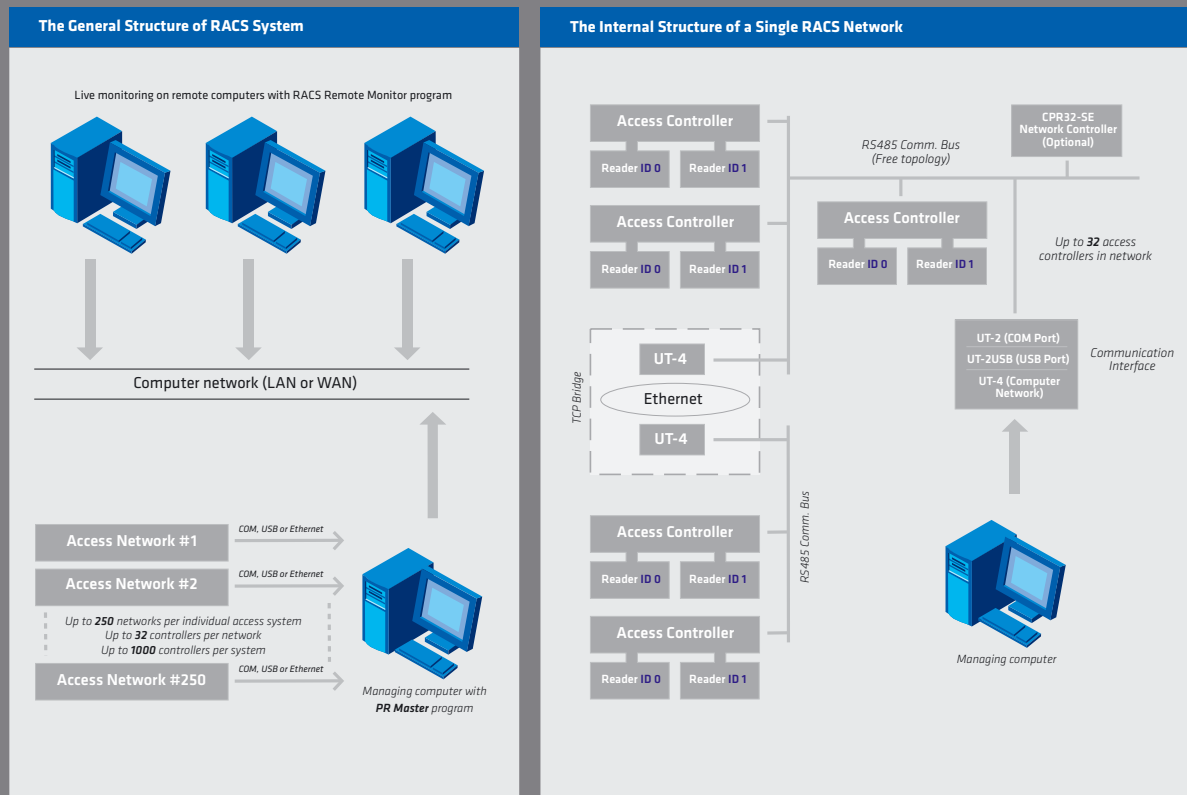 The General Structure of RACS System
Live monitoring on remote computers with RACS Remote Monitor program
Computer network (LAN or WAN)
Access Network #1
COM, USB or Ethernet
Access Network #2
COM, USB or Ethernet
Up to 250 networks per individual access system
Up to 32 controllers per network
Up to 1000 controllers per system
Access Network #250
COM, USB or Ethernet
Managing computer with
PR Master program
The Internal Structure of a Single RACS Network
Access Controller
Reader ID 0
Reader ID 1
Access Controller
Reader ID 0
Reader ID 1
RS485 Comm. Bus
(Free topology)
CPR32-SE
Network Controller
(Optional)
Access Controller
Reader ID 0
Reader ID 1
Up to 32 access
controllers in network
TCP Bridge
UT-4
Ethernet
UT-4
UT-2 (COM Port)
UT-2USB (USB Port)
UT-4 (Computer
Network)
Communication
Interface
RS485 Comm. Bus
Access Controller
Reader ID 0
Reader ID 1
Access Controller
Reader ID 0
Reader ID 1
Managing computer